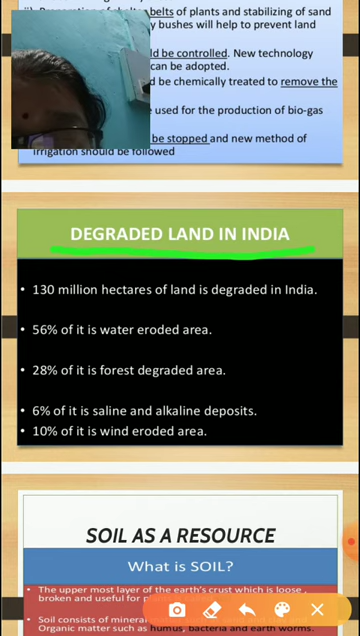 belts of plants and stabilizing of sand
y bushes will help to prevent land
ld be controlled. New technology
can be adopted.
d be chemically treated to remove the
used for the production of bio-gas
be stopped and new method of
irrigation should be followed
DEGRADED LAND IN INDIA
• 130 million hectares of land is degraded in India.
• 56% of it is water eroded area.
• 28% of it is forest degraded area.
• 6% of it is saline and alkaline deposits.
• 10% of it is wind eroded area.
SOIL AS A RESOURCE
What is SOIL?
• The upper most layer of the earth's crust which is loose ,
broken and useful for
• Soil consists of
Organic matter such as humus, bacteria and earth worms.